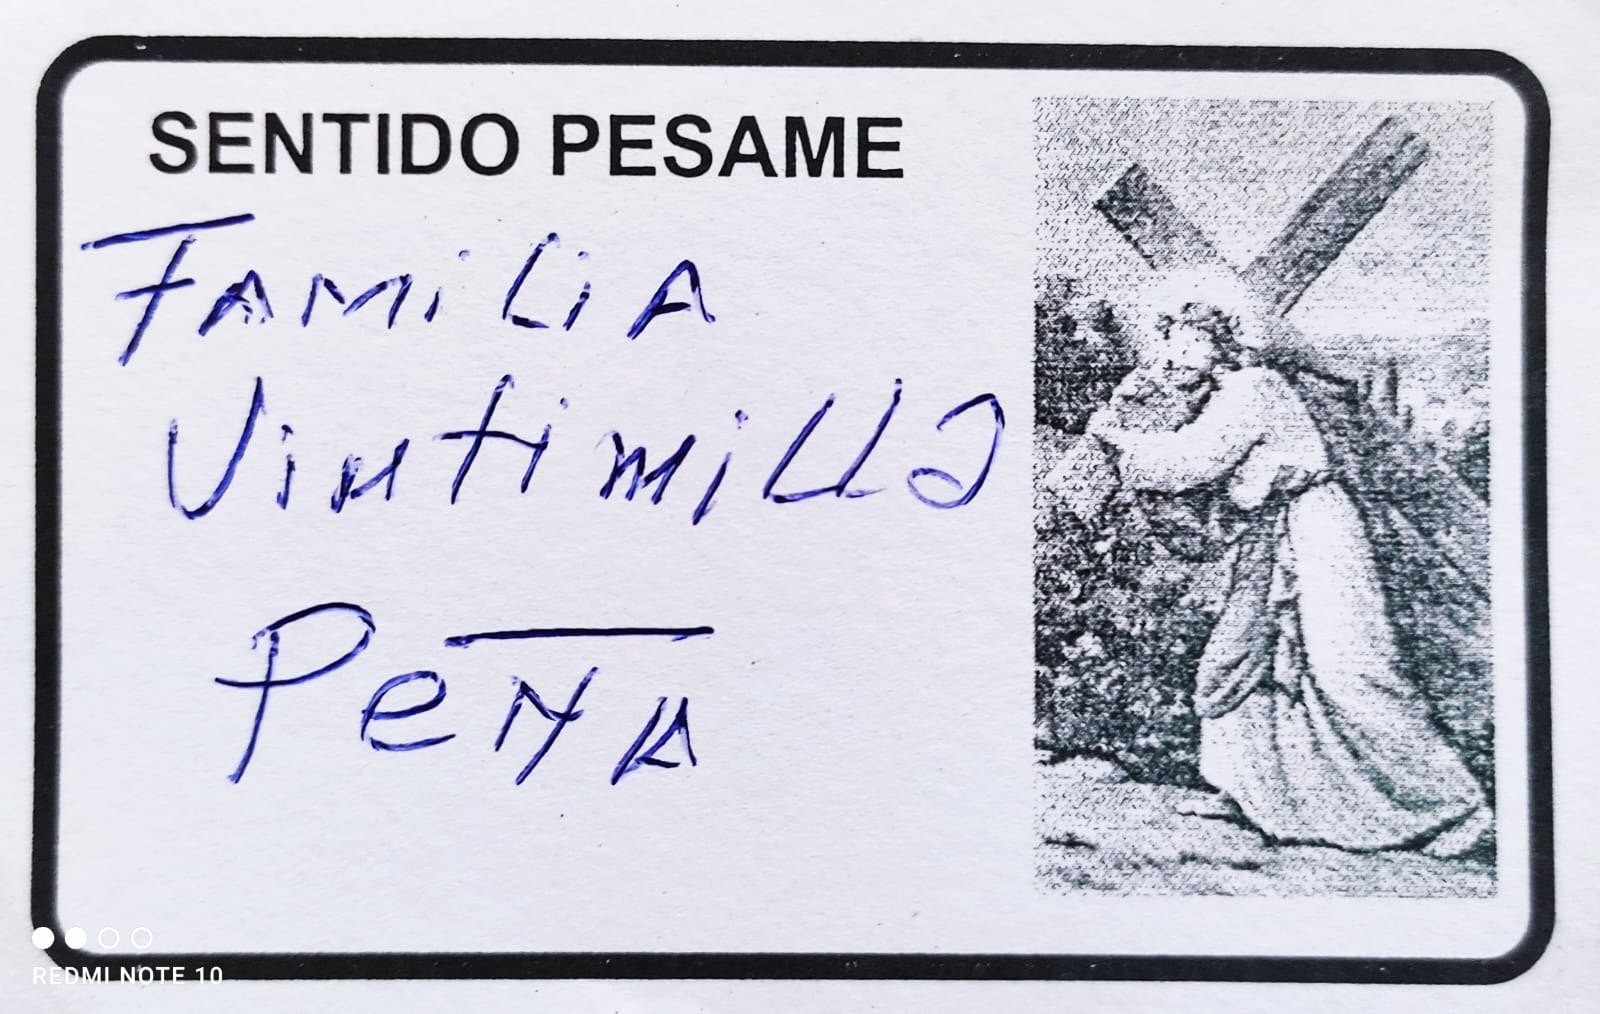 SENTIDO PESAME
FAMiLiA
Vintimilla
PeÑA
REDMI NOTE 10